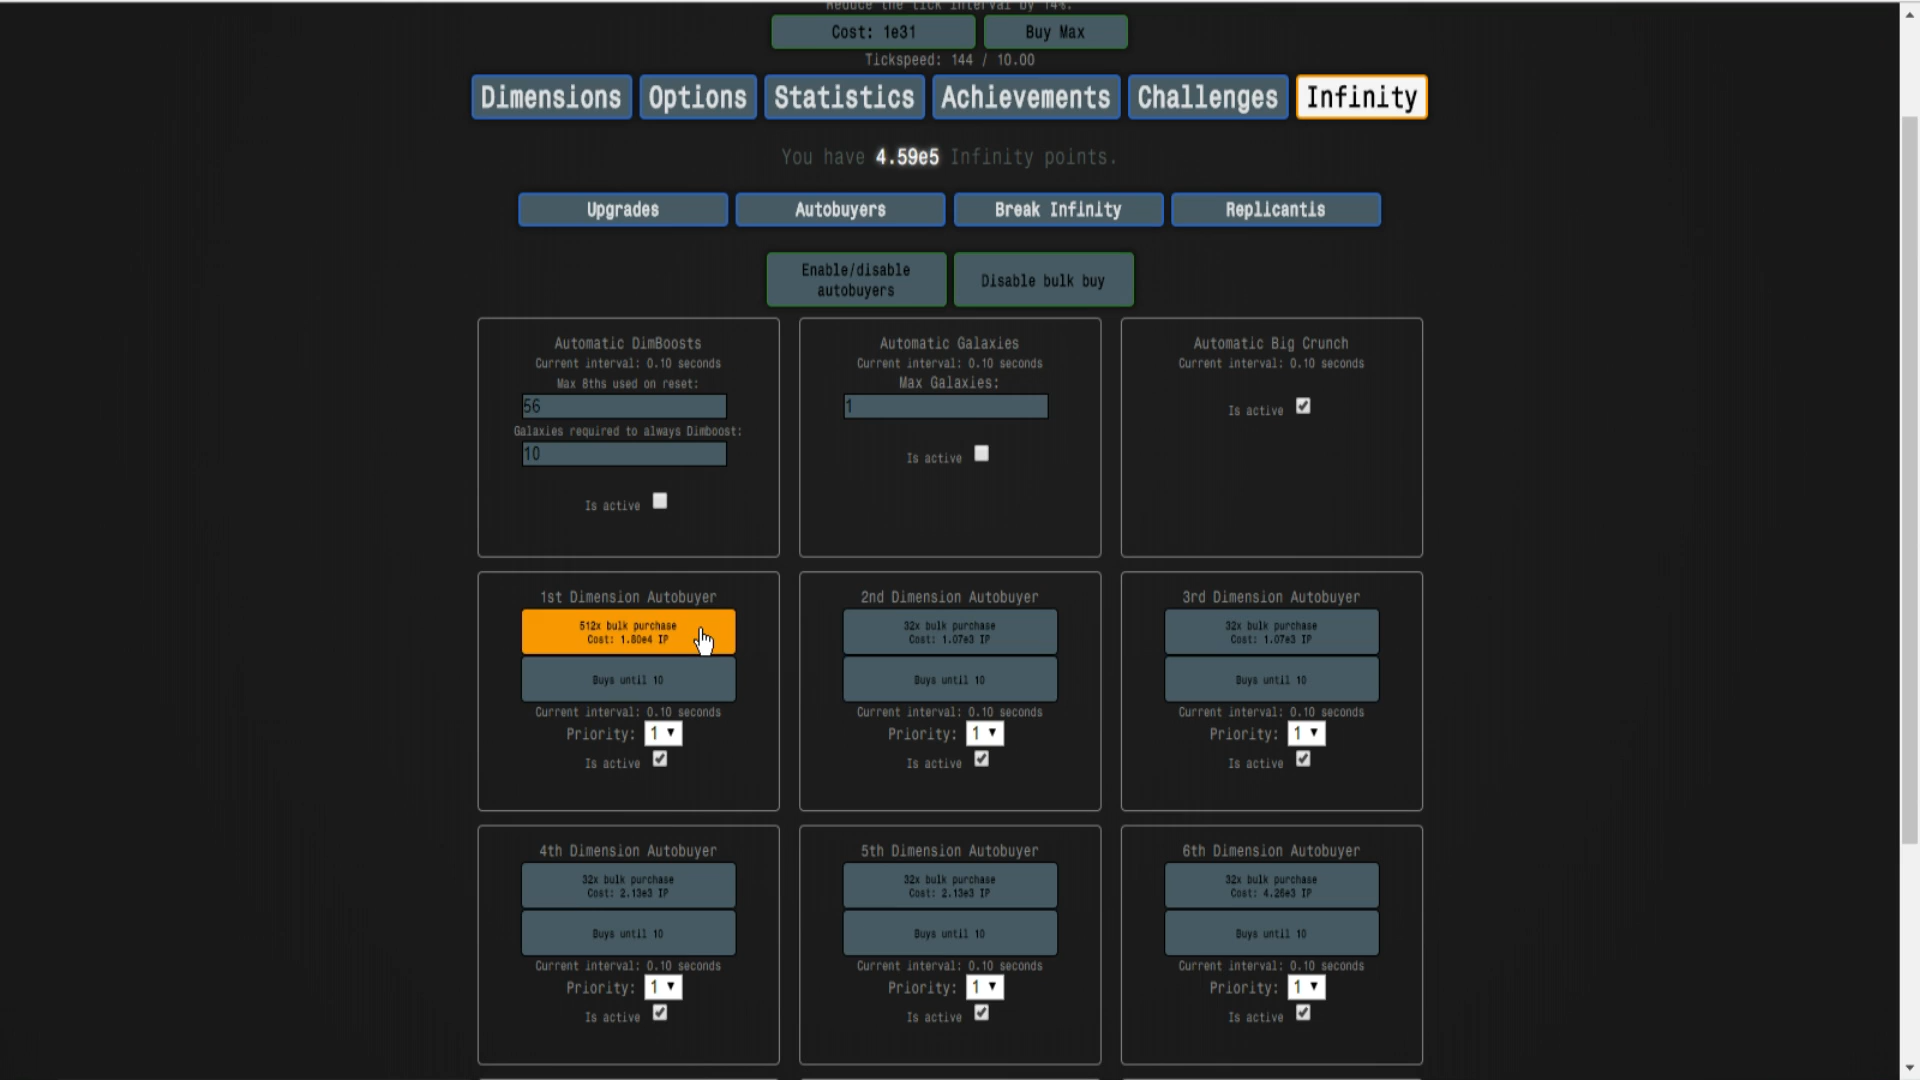 Reduce the tick interval by 14%.
Cost: 1e31 Buy Max
Tickspeed: 144 / 10.00
Dimensions Options Statistics Achievements Challenges Infinity
You have 4.59e5 Infinity points.
Upgrades Autobuyers Break Infinity Replicantis
Enable/disable autobuyers Disable bulk buy
Automatic DimBoosts Automatic Galaxies Automatic Big Crunch
Current interval: 0.10 seconds Current interval: 0.10 seconds Current interval: 0.10 seconds
Max 8ths used on reset: Max Galaxies:
56 1 Is active
Galaxies required to always Dimboost:
10 Is active
Is active
1st Dimension Autobuyer 2nd Dimension Autobuyer 3rd Dimension Autobuyer
512x bulk purchase 32x bulk purchase 32x bulk purchase
Cost: 1.80e4 IP Cost: 1.07e3 IP Cost: 1.07e3 IP
Buys until 10 Buys until 10 Buys until 10
Current interval: 0.10 seconds Current interval: 0.10 seconds Current interval: 0.10 seconds
Priority: 1 Priority: 1 Priority: 1
Is active Is active Is active
4th Dimension Autobuyer 5th Dimension Autobuyer 6th Dimension Autobuyer
32x bulk purchase 32x bulk purchase 32x bulk purchase
Cost: 2.13e3 IP Cost: 2.13e3 IP Cost: 4.26e3 IP
Buys until 10 Buys until 10 Buys until 10
Current interval: 0.10 seconds Current interval: 0.10 seconds Current interval: 0.10 seconds
Priority: 1 Priority: 1 Priority: 1
Is active Is active Is active